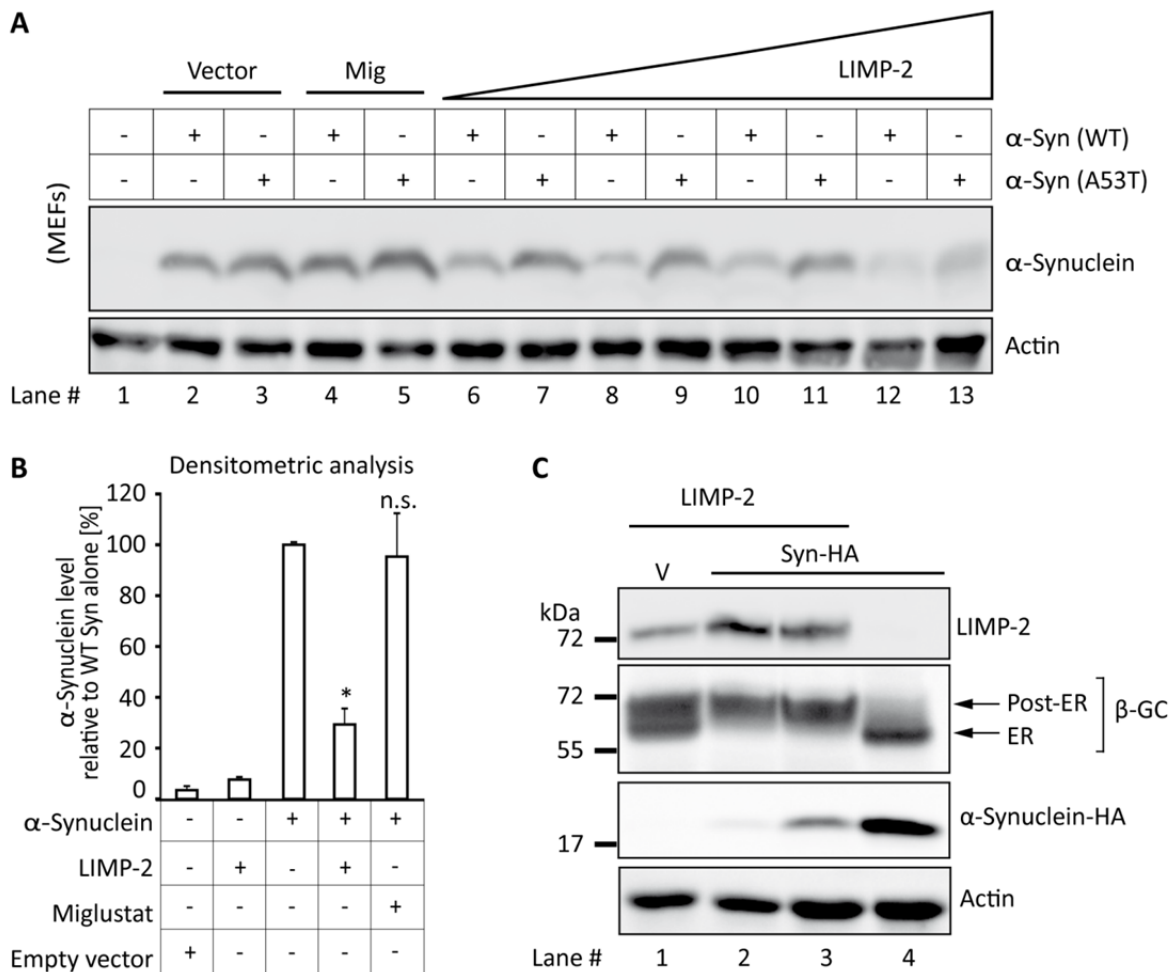 A
Vector Mig LIMP-2
- + - + - + - + - + - + - α-Syn (WT)
- - + - + - + - + - + - + α-Syn (A53T)
(MEFs)
α-Synuclein
Actin
Lane # 1 2 3 4 5 6 7 8 9 10 11 12 13
B
Densitometric analysis
α-Synuclein level
relative to WT Syn alone [%]
120
100
80
60
40
20
0
n.s.
*
α-Synuclein - - + + +
LIMP-2 - + - + -
Miglustat - - - - +
Empty vector + - - - -
C
LIMP-2
V Syn-HA
kDa
72 LIMP-2
72 Post-ER
ER
β-GC
55
α-Synuclein-HA
17
Actin
Lane # 1 2 3 4